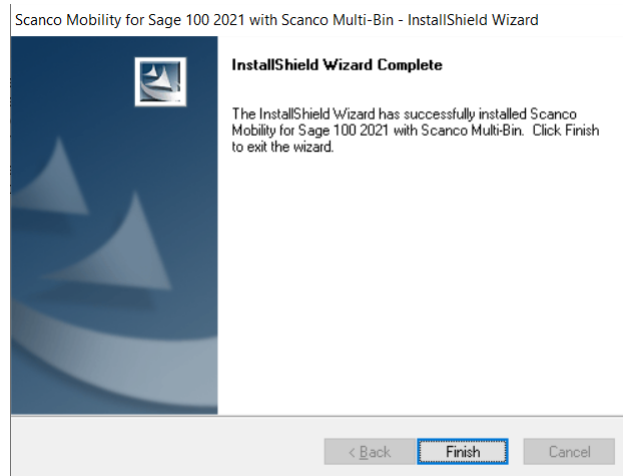 Scanco Mobility for Sage 100 2021 with Scanco Multi-Bin - InstallShield Wizard
InstallShield Wizard Complete
The InstallShield Wizard has successfully installed Scanco
Mobility for Sage 100 2021 with Scanco Multi-Bin. Click Finish
to exit the wizard.
< Back Finish Cancel